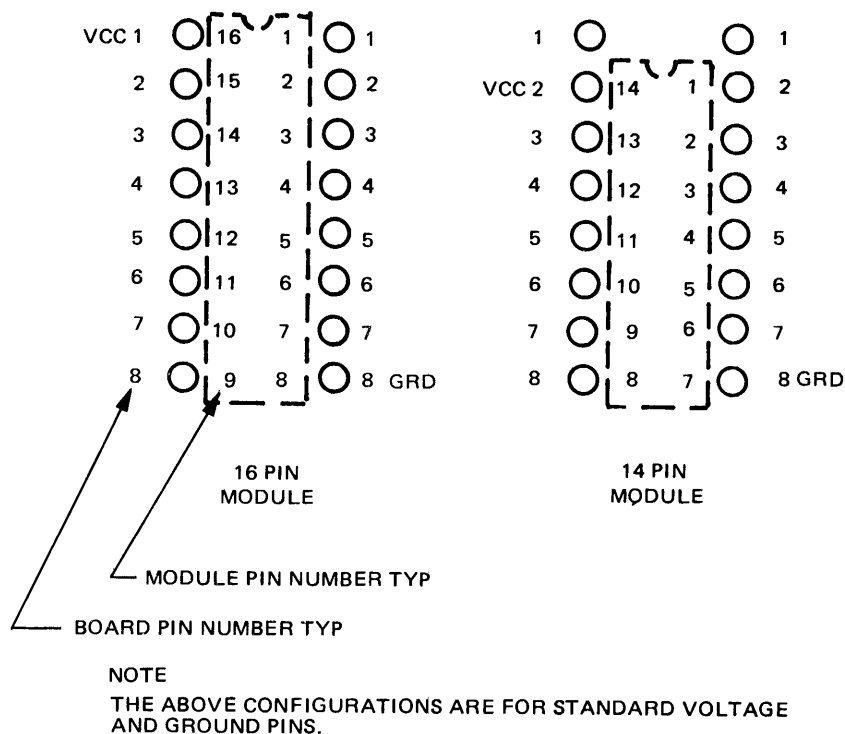 VCC 1 16 1 1 1 1
2 15 2 2 VCC 2 14 1 2
3 14 3 3 3 13 2 3
4 13 4 4 4 12 3 4
5 12 5 5 5 11 4 5
6 11 6 6 6 10 5 6
7 10 7 7 7 9 6 7
8 9 8 8 GRD 8 8 7 8 GRD
16 PIN
MODULE
14 PIN
MODULE
MODULE PIN NUMBER TYP
BOARD PIN NUMBER TYP
NOTE
THE ABOVE CONFIGURATIONS ARE FOR STANDARD VOLTAGE
AND GROUND PINS.